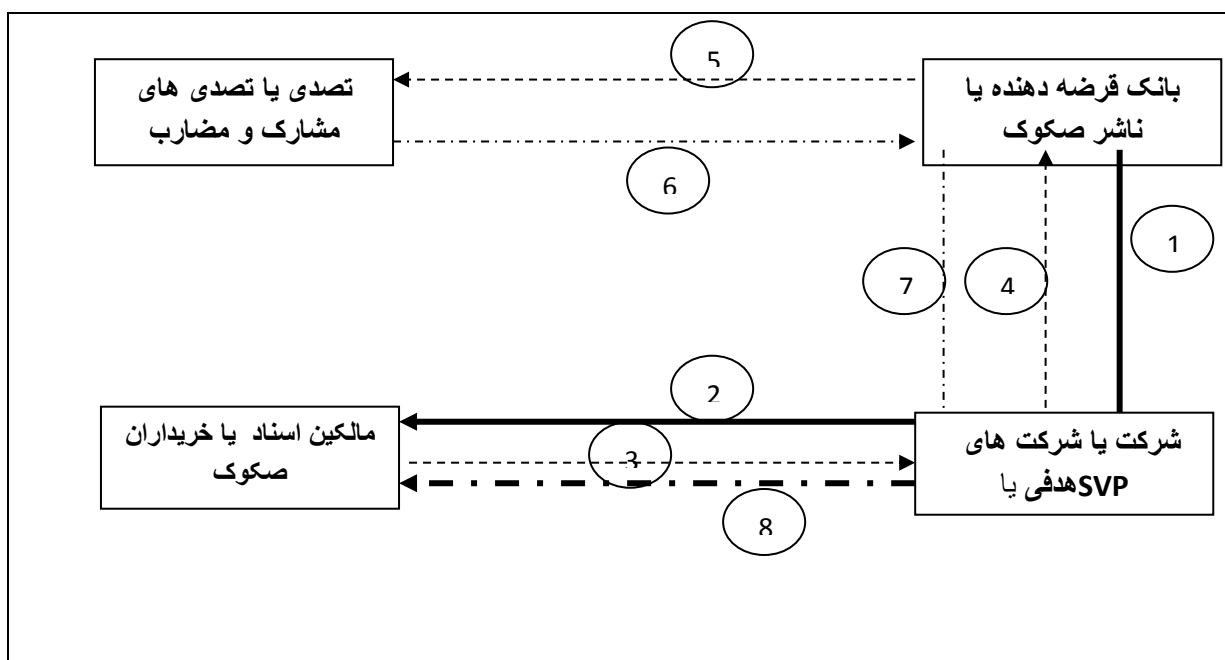 5
بانک قرضه دهنده یا
ناشر صکوک
تصدی یا تصدی های
مشارک و مضارب
6
1
7
4
2
شرکت یا شرکت های
هدفی یا SVP
مالکین اسناد یا خریداران
صکوک
3
8